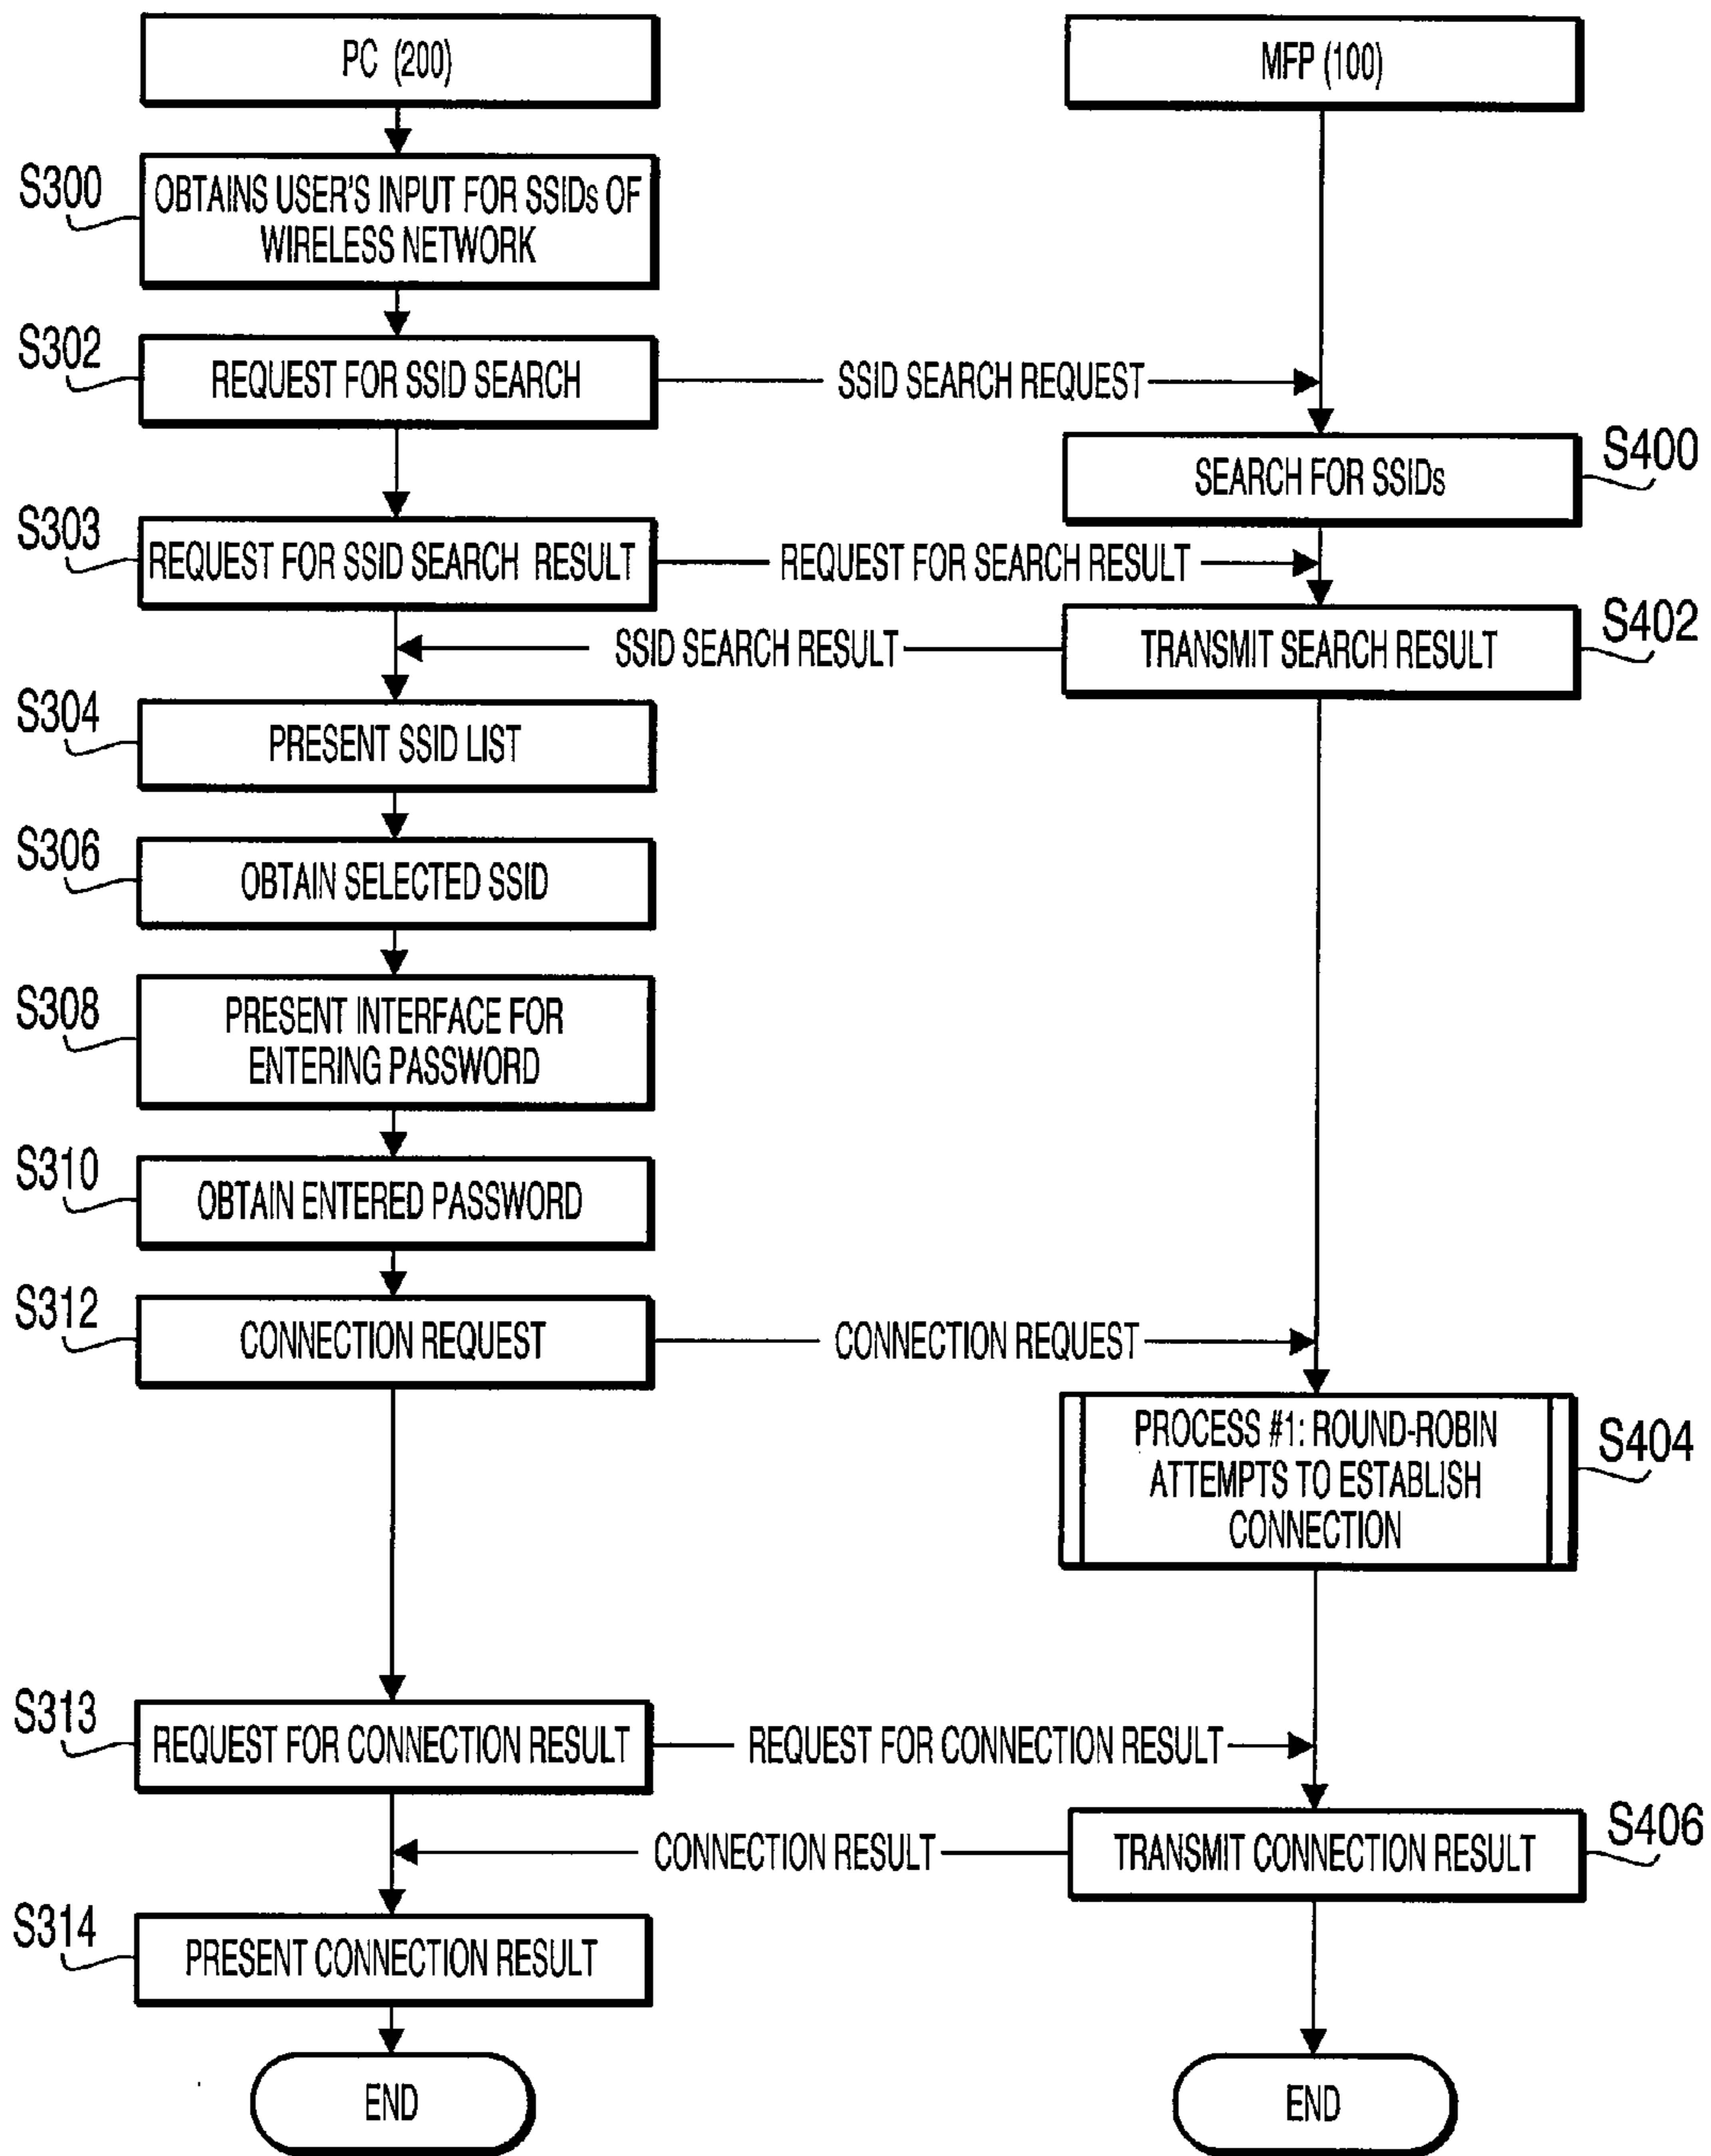 PC (200)
MFP (100)
S300
OBTAINS USER'S INPUT FOR SSIDs OF
WIRELESS NETWORK
S302
REQUEST FOR SSID SEARCH
SSID SEARCH REQUEST
SEARCH FOR SSIDs
S400
S303
REQUEST FOR SSID SEARCH RESULT
REQUEST FOR SEARCH RESULT
SSID SEARCH RESULT
TRANSMIT SEARCH RESULT
S402
S304
PRESENT SSID LIST
S306
OBTAIN SELECTED SSID
S308
PRESENT INTERFACE FOR
ENTERING PASSWORD
S310
OBTAIN ENTERED PASSWORD
S312
CONNECTION REQUEST
CONNECTION REQUEST
PROCESS #1: ROUND-ROBIN
ATTEMPTS TO ESTABLISH
CONNECTION
S404
S313
REQUEST FOR CONNECTION RESULT
REQUEST FOR CONNECTION RESULT
CONNECTION RESULT
TRANSMIT CONNECTION RESULT
S406
S314
PRESENT CONNECTION RESULT
END
END